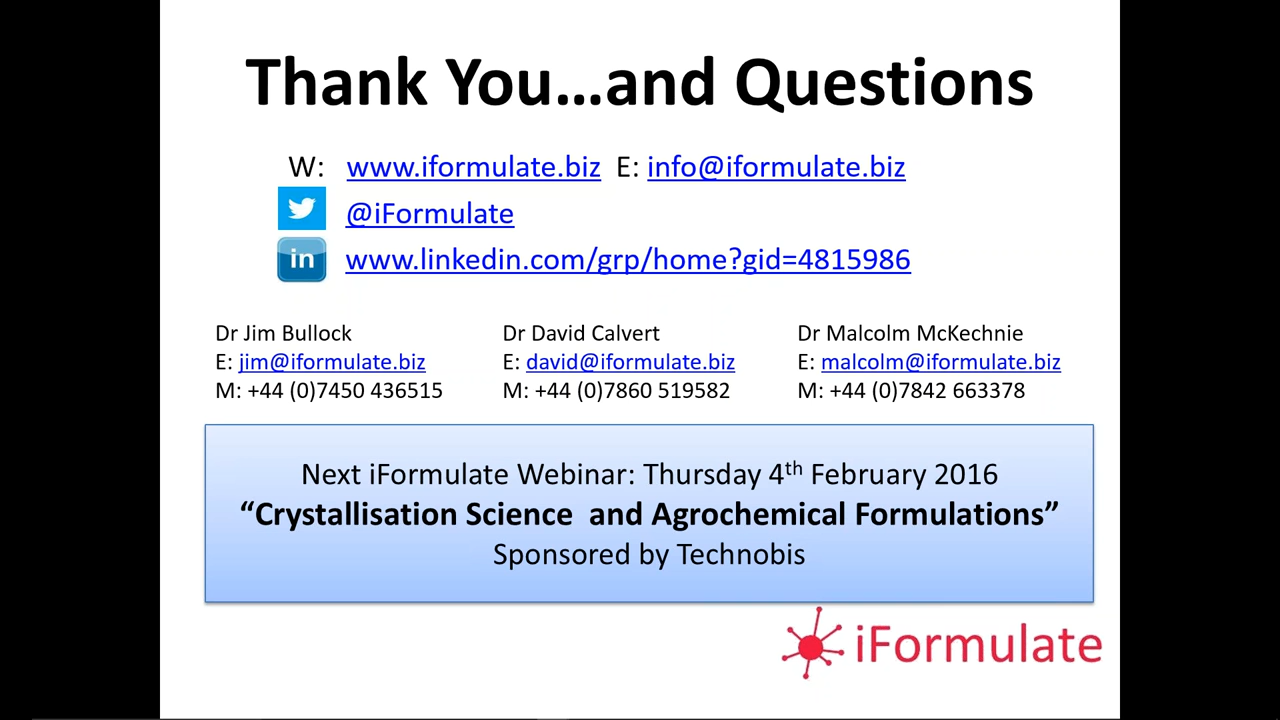 Thank You...and Questions
W: www.iformulate.biz E: info@iformulate.biz
@iFormulate
in www.linkedin.com/grp/home?gid=4815986
Dr Jim Bullock
E: jim@iformulate.biz
M: +44 (0)7450 436515
Dr David Calvert
E: david@iformulate.biz
M: +44 (0)7860 519582
Dr Malcolm McKechnie
E: malcolm@iformulate.biz
M: +44 (0)7842 663378
Next iFormulate Webinar: Thursday 4th February 2016
“Crystallisation Science and Agrochemical Formulations”
Sponsored by Technobis
iFormulate